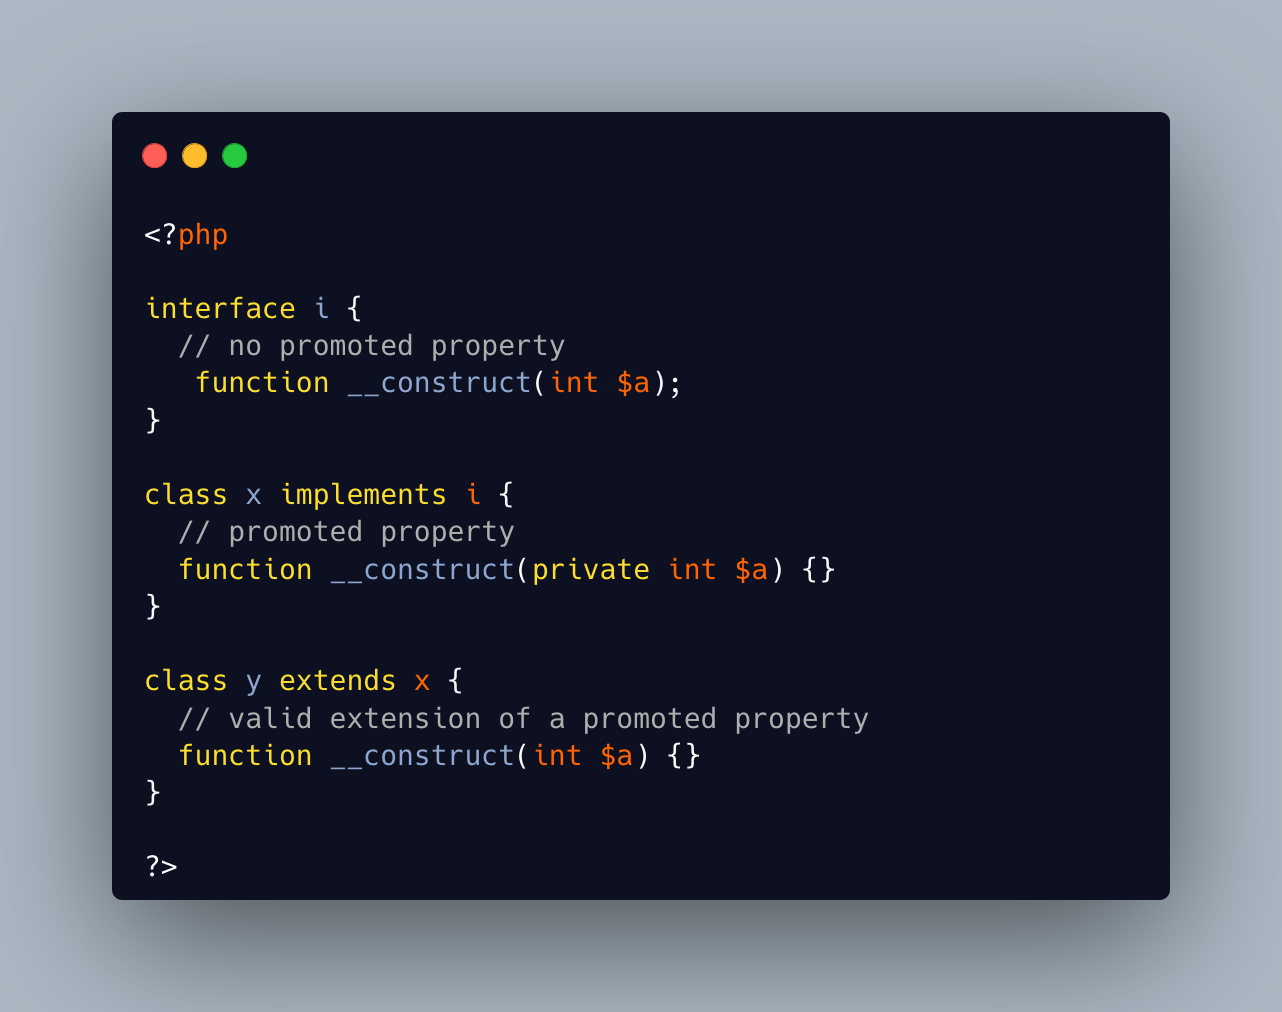 <?php
interface i {
  // no promoted property
   function __construct(int $a);
}
class x implements i {
  // promoted property
  function __construct(private int $a) {}
}
class y extends x {
  // valid extension of a promoted property
  function __construct(int $a) {}
}
?>